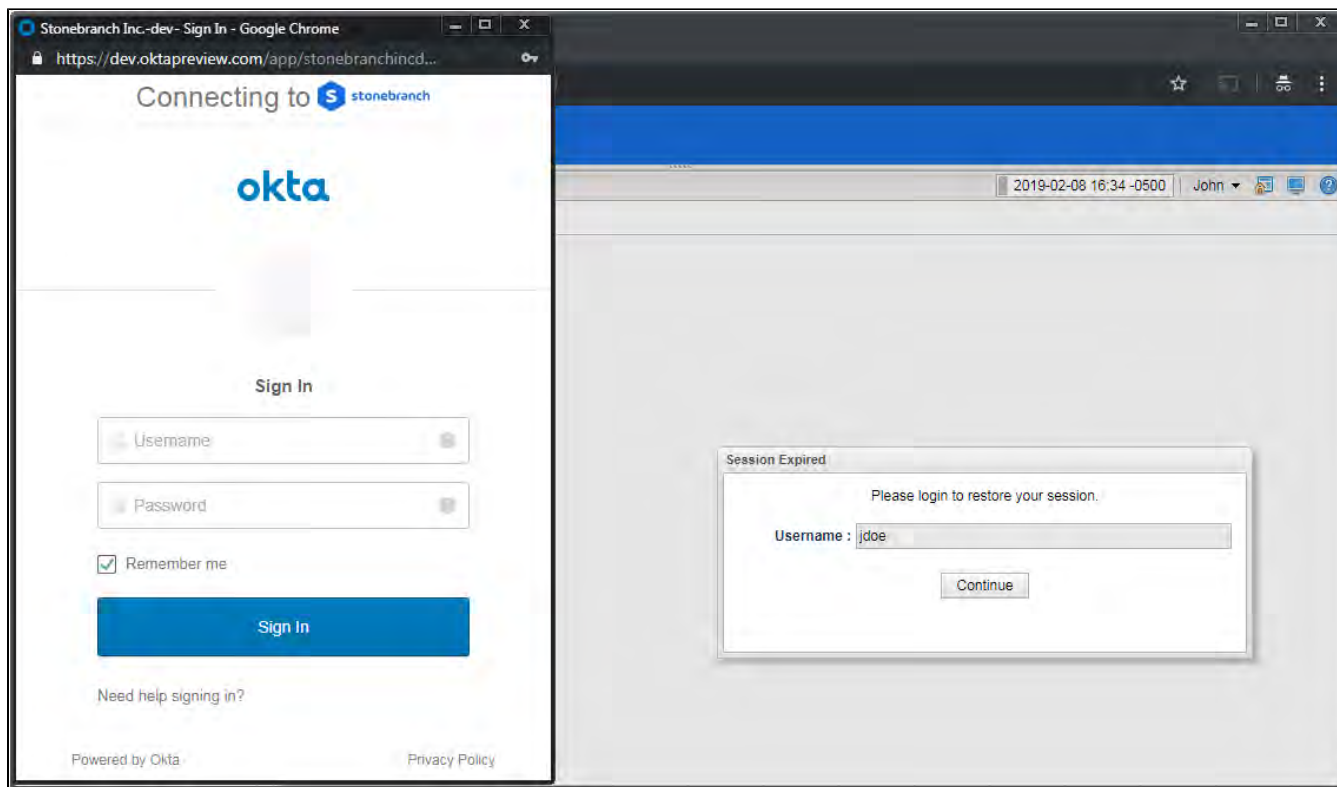 Stonebranch Inc.-dev- Sign In - Google Chrome
https://dev.oktapreview.com/app/stonebranchincd...
Connecting to S stonebranch
okta
Sign In
Username
Password
Remember me
Sign In
Need help signing in?
Powered by Okta
Privacy Policy
2019-02-08 16:34 -0500
John
Session Expired
Please login to restore your session.
Username : jdoe
Continue